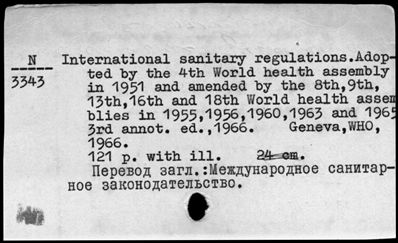 N
3343
International sanitary regulations.Adop-
ted by the 4th World health assembly
in 1951 and amended by the 8th,9th,
13th,16th and 18th World health assem
blies in 1955,1956,1960,1963 and 1965
3rd annot. ed.,1966. Geneva,WHO,
1966.
121 p. with ill. 24 cm.
Перевод загл.:Международное санитар-
ное законодательство.